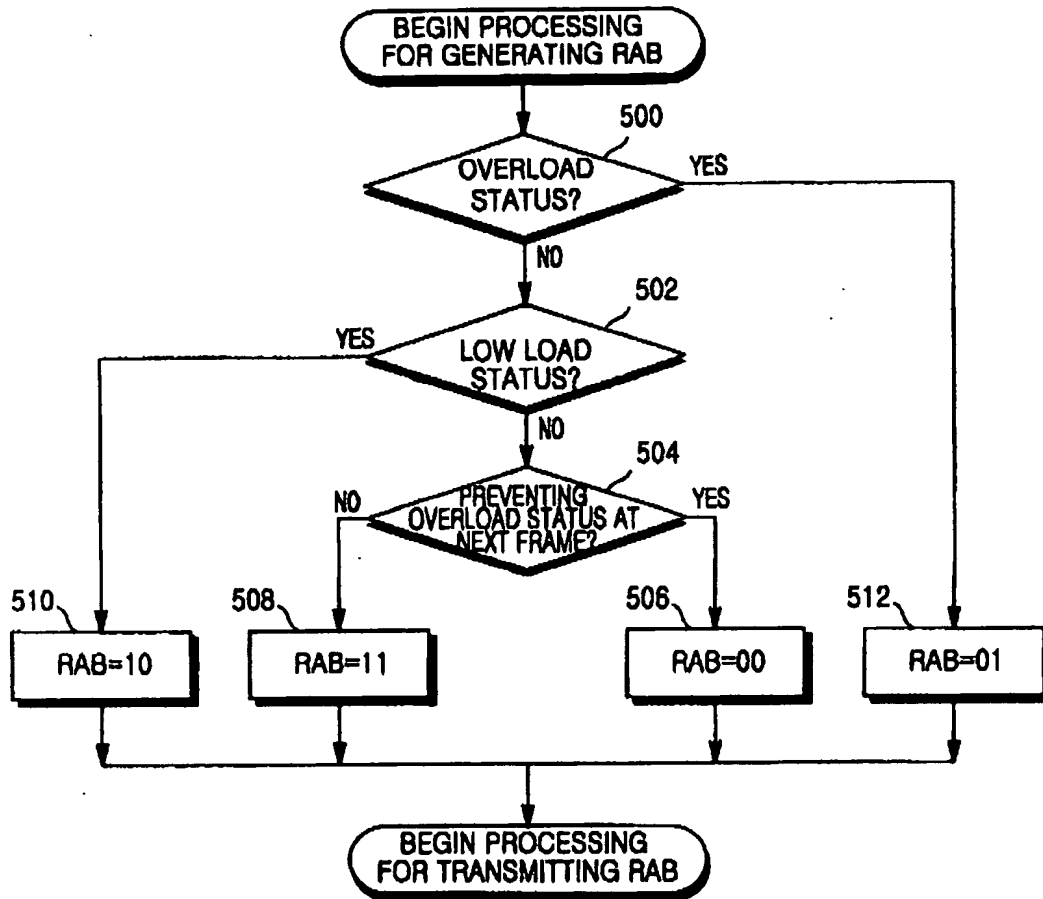 BEGIN PROCESSING
FOR GENERATING RAB
500
OVERLOAD
STATUS?
YES
NO
502
YES
LOW LOAD
STATUS?
NO
504
NO
PREVENTING
OVERLOAD STATUS AT
NEXT FRAME?
YES
510
RAB=10
508
RAB=11
506
RAB=00
512
RAB=01
BEGIN PROCESSING
FOR TRANSMITTING RAB